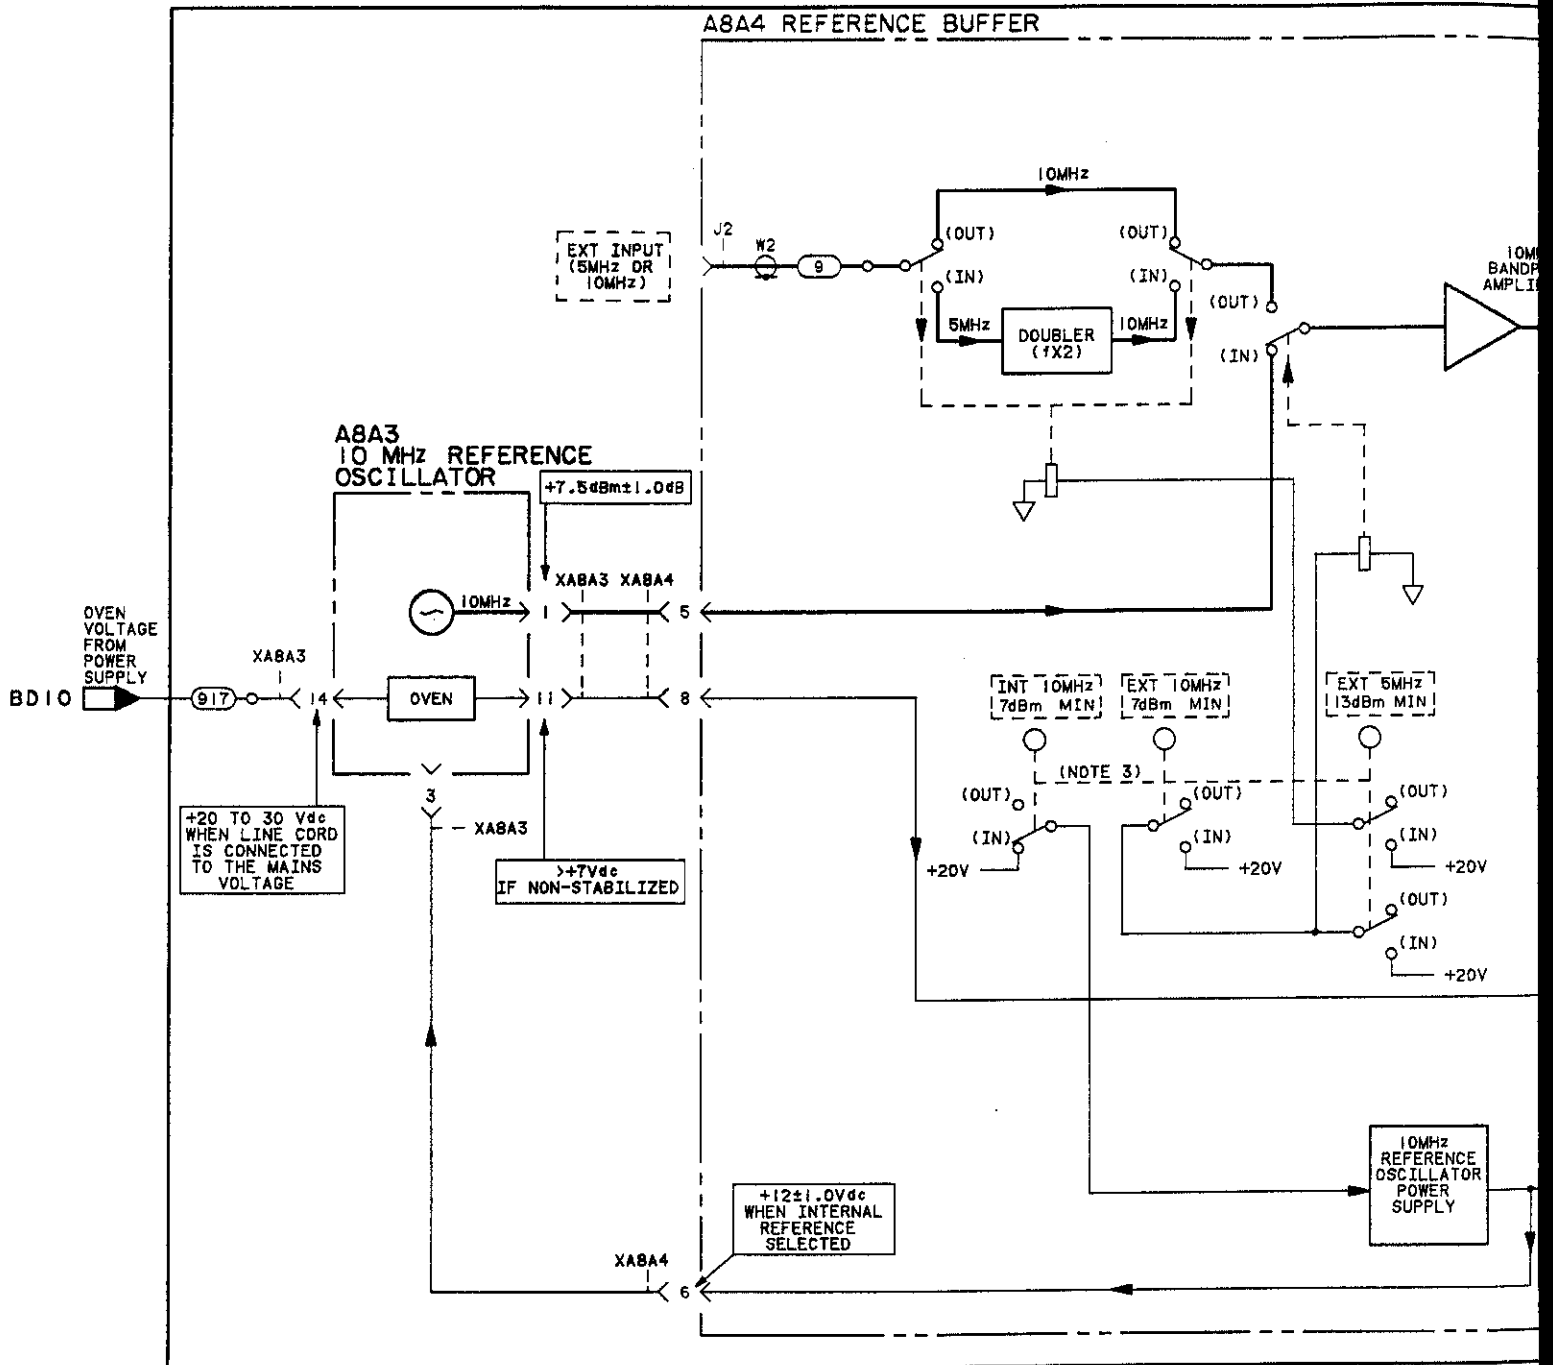 A8A4 REFERENCE BUFFER
10MHz
J2
W2
EXT INPUT
(5MHz OR
10MHz)
9
(OUT)
(IN)
(OUT)
(IN)
5MHz
DOUBLER
(fX2)
10MHz
(OUT)
(IN)
10M
BANDP
AMPLI
A8A3
10 MHz REFERENCE
OSCILLATOR
+7.5dBm±1.0dB
10MHz
1
XA8A3 XA8A4
5
OVEN
VOLTAGE
FROM
POWER
SUPPLY
BD10
917
XA8A3
14
OVEN
11
8
3
XA8A3
+20 TO 30 Vdc
WHEN LINE CORD
IS CONNECTED
TO THE MAINS
VOLTAGE
>+7Vdc
IF NON-STABILIZED
INT 10MHz
7dBm MIN
EXT 10MHz
7dBm MIN
EXT 5MHz
13dBm MIN
(NOTE 3)
(OUT)
(IN)
+20V
(OUT)
(IN)
+20V
(OUT)
(IN)
+20V
(OUT)
(IN)
+20V
10MHz
REFERENCE
OSCILLATOR
POWER
SUPPLY
+12±1.0Vdc
WHEN INTERNAL
REFERENCE
SELECTED
XA8A4
6